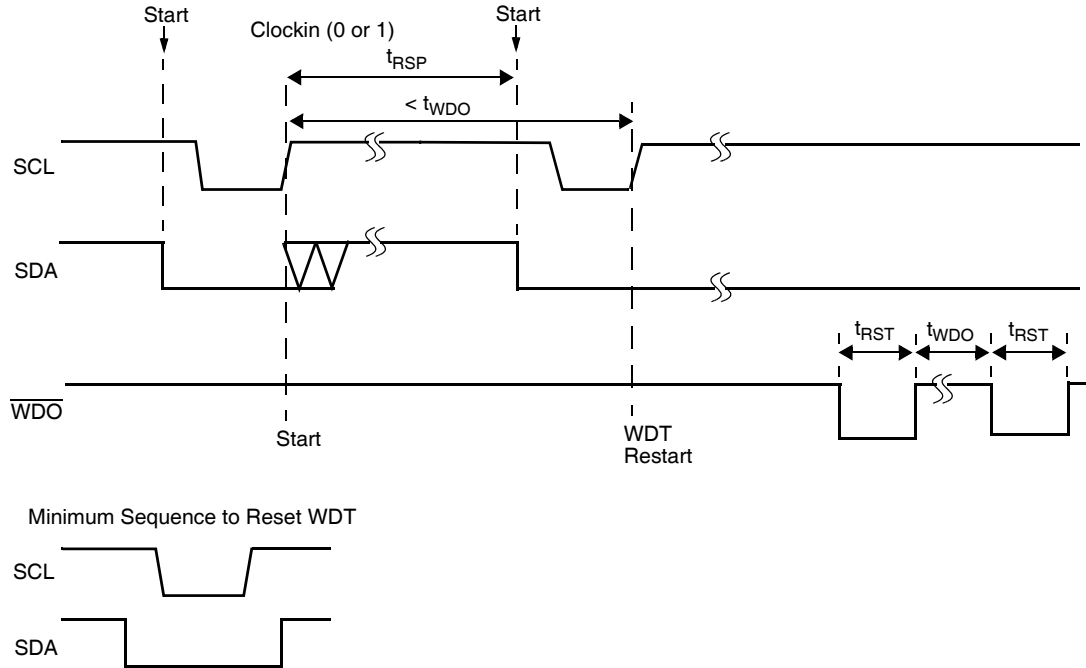 Start
Start
Clockin (0 or 1)
tRSP
< tWDO
SCL
SDA
tRST
tWDO
tRST
WDO
Start
WDT
Restart
Minimum Sequence to Reset WDT
SCL
SDA